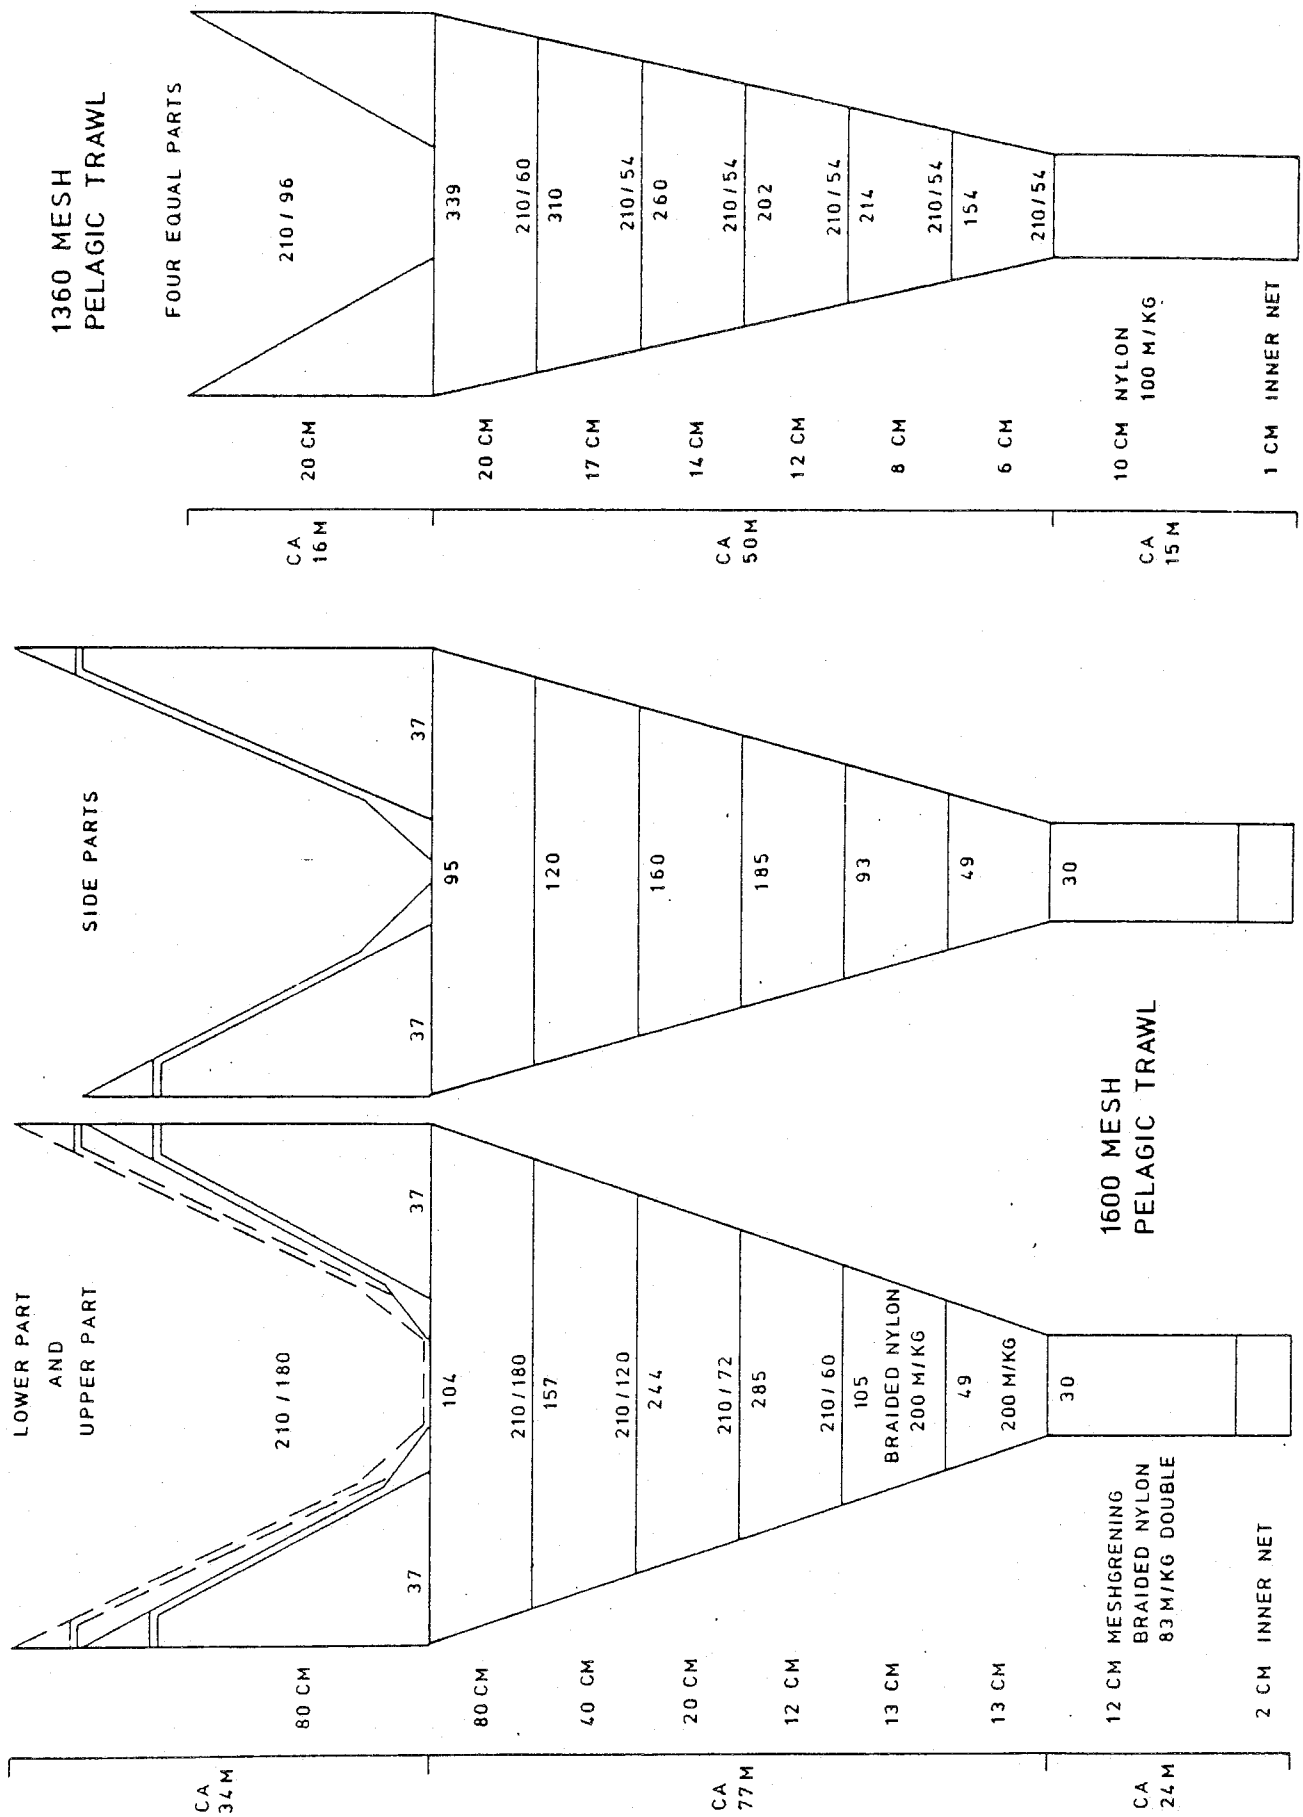 1360 MESH
PELAGIC TRAWL
FOUR EQUAL PARTS
210/96
339
210/60
310
210/54
260
210/54
202
210/54
214
210/54
154
210/54
20 CM
20 CM
17 CM
14 CM
12 CM
8 CM
6 CM
10 CM NYLON
100 M/KG
1 CM INNER NET
CA
16 M
CA
50 M
CA
15 M
SIDE PARTS
37
37
95
120
160
185
93
49
30
LOWER PART
AND
UPPER PART
210/180
37
37
104
210/180
157
210/120
244
210/72
285
210/60
105
BRAIDED NYLON
200 M/KG
49
200 M/KG
30
1600 MESH
PELAGIC TRAWL
80 CM
80 CM
40 CM
20 CM
12 CM
13 CM
13 CM
12 CM MESHGRENING
BRAIDED NYLON
83 M/KG DOUBLE
2 CM INNER NET
CA
34 M
CA
77 M
CA
24 M